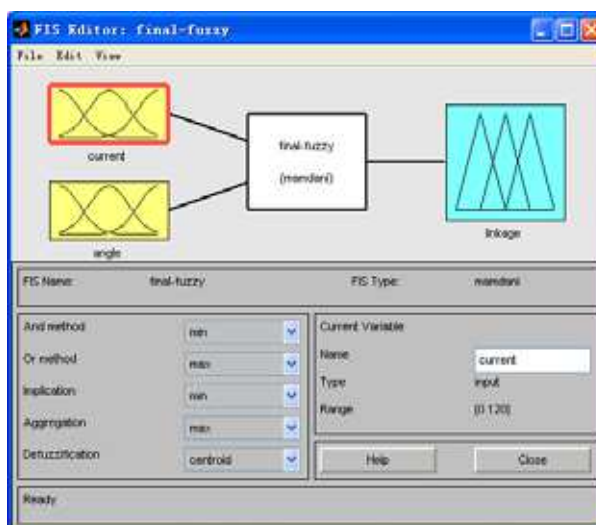 FIS Editor: final-fuzzy
File Edit View
final-fuzzy
(mamdani)
current
linkage
angle
FIS Name: final-fuzzy FIS Type: mamdani
And method min
Or method max
Implication min
Aggregation max
Defuzzification centroid
Current Variable
Name current
Type input
Range [0 120]
Help Close
Ready